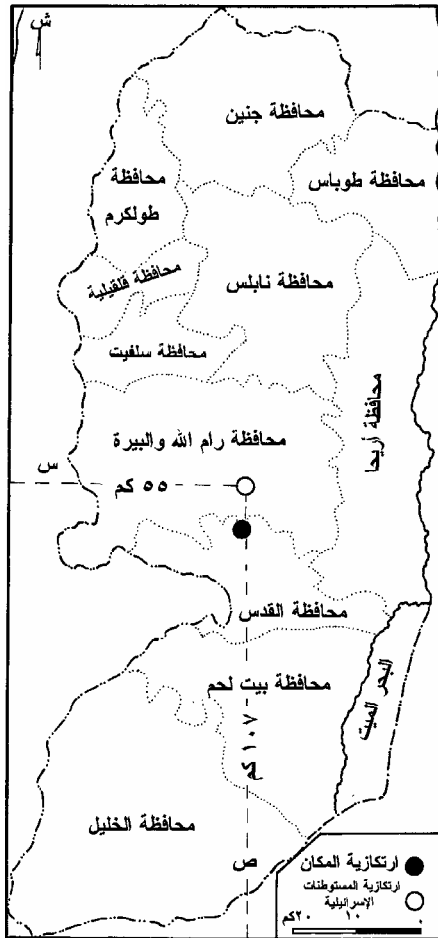 ش
محافظة جنين
محافظة طوباس
محافظة
طولكرم
محافظة قلقيلية
محافظة نابلس
محافظة سلفيت
محافظة أريحا
محافظة رام الله والبيرة
س
٥٥ كم
محافظة القدس
محافظة بيت لحم
البحر الميت
١٠٧ كم
محافظة الخليل
ص
ارتكازية المكان
ارتكازية المستوطنات
الإسرائيلية
٢٠كم ١٠ ٠